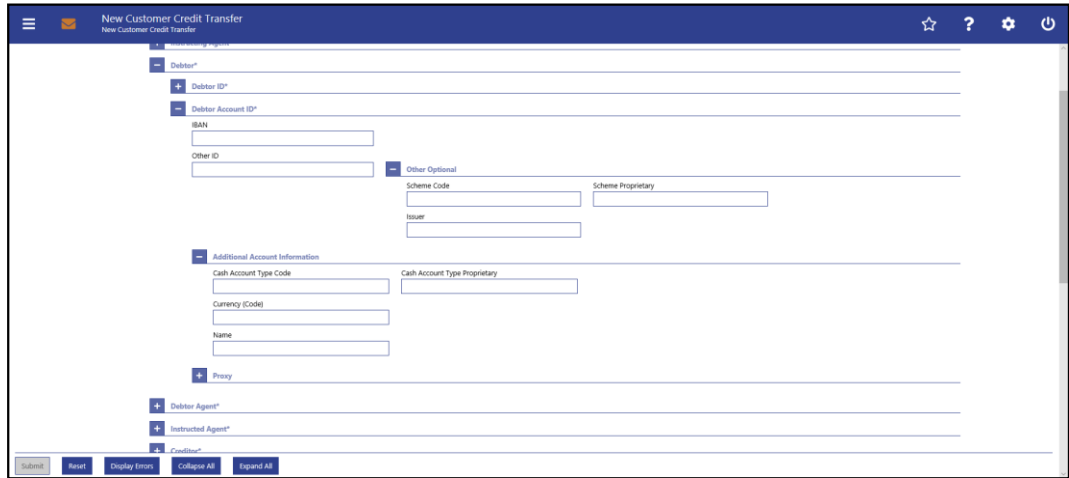 New Customer Credit Transfer
New Customer Credit Transfer
Instructing Agent*
Debtor*
Debtor ID*
Debtor Account ID*
IBAN
Other ID
Other Optional
Scheme Code
Scheme Proprietary
Issuer
Additional Account Information
Cash Account Type Code
Cash Account Type Proprietary
Currency (Code)
Name
Proxy
Debtor Agent*
Instructed Agent*
Creditor*
Submit
Reset
Display Errors
Collapse All
Expand All